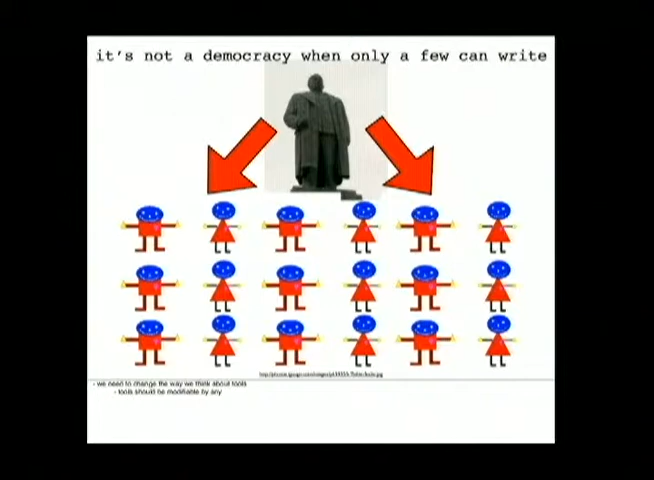 it's not a democracy when only a few can write
- we need to change the way we think about tools
- tools should be modifiable by any